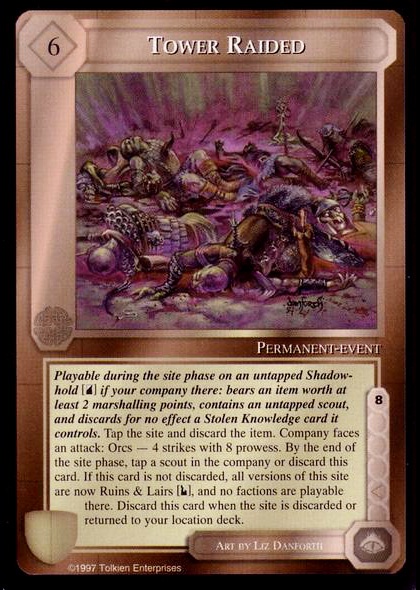 6
TOWER RAIDED
Danforth
PERMANENT-EVENT
Playable during the site phase on an untapped Shadow-
hold [] if your company there: bears an item worth at
least 2 marshalling points, contains an untapped scout,
and discards for no effect a Stolen Knowledge card it
controls. Tap the site and discard the item. Company faces
an attack: Orcs — 4 strikes with 8 prowess. By the end of
the site phase, tap a scout in the company or discard this
card. If this card is not discarded, all versions of this site
are now Ruins & Lairs [], and no factions are playable
there. Discard this card when the site is discarded or
returned to your location deck.
8
ART BY LIZ DANFORTH
©1997 Tolkien Enterprises